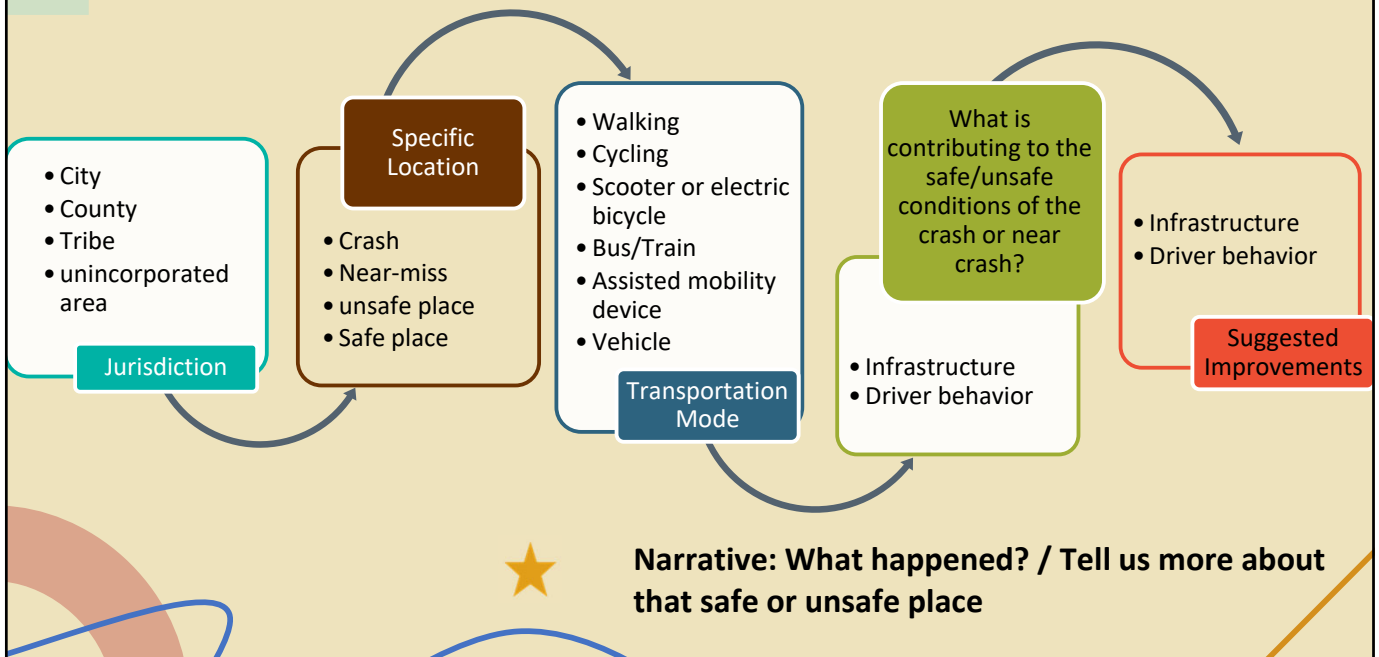 • City
• County
• Tribe
• unincorporated
area
Jurisdiction
Specific
Location
• Crash
• Near-miss
• unsafe place
• Safe place
• Walking
• Cycling
• Scooter or electric
bicycle
• Bus/Train
• Assisted mobility
device
• Vehicle
Transportation
Mode
What is
contributing to the
safe/unsafe
conditions of the
crash or near
crash?
• Infrastructure
• Driver behavior
• Infrastructure
• Driver behavior
Suggested
Improvements
Narrative: What happened? / Tell us more about
that safe or unsafe place